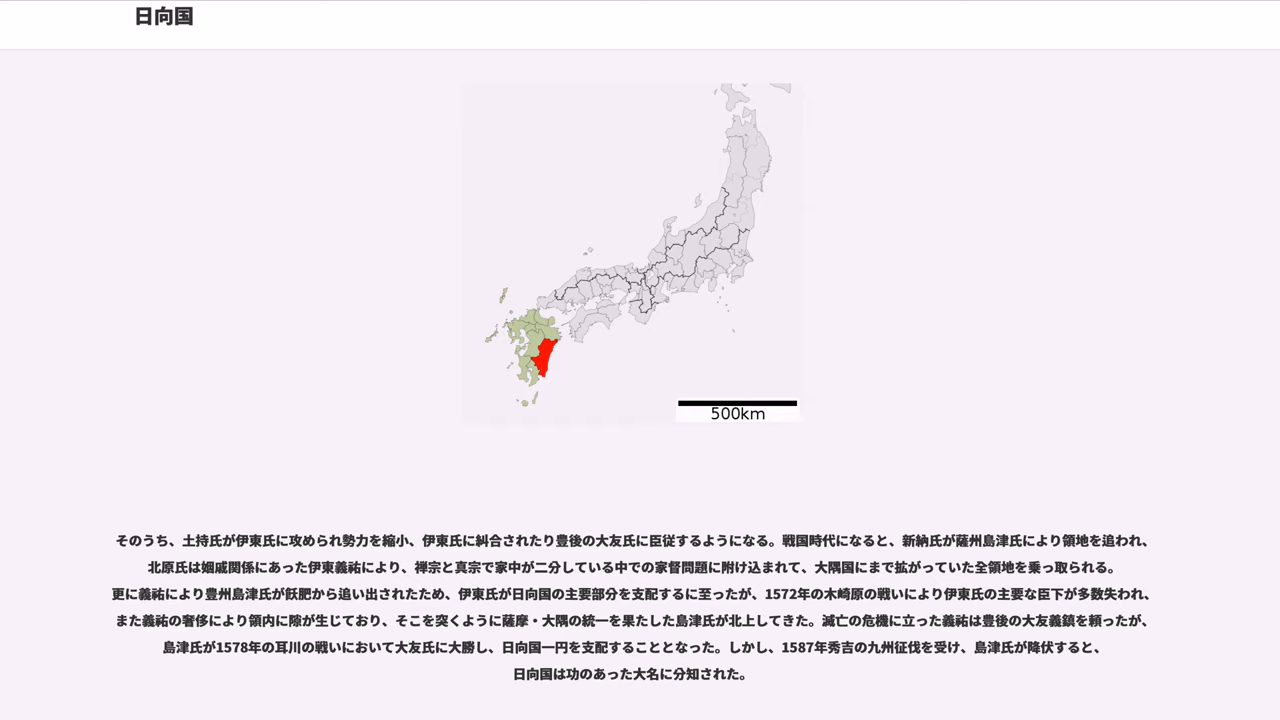 日向国
500km
そのうち、土持氏が伊東氏に攻められ勢力を縮小、伊東氏に糾合されたり豊後の大友氏に臣従するようになる。戦国時代になると、新納氏が薩州島津氏により領地を追われ、
北原氏は姻戚関係にあった伊東義祐により、禅宗と真宗で家中が二分している中での家督問題に附け込まれて、大隅国にまで拡がっていた全領地を乗っ取られる。
更に義祐により豊州島津氏が飫肥から追い出されたため、伊東氏が日向国の主要部分を支配するに至ったが、1572年の木崎原の戦いにより伊東氏の主要な臣下が多数失われ、
また義祐の奢侈により領内に隙が生じており、そこを突くように薩摩・大隅の統一を果たした島津氏が北上してきた。滅亡の危機に立った義祐は豊後の大友義鎮を頼ったが、
島津氏が1578年の耳川の戦いにおいて大友氏に大勝し、日向国一円を支配することとなった。しかし、1587年秀吉の九州征伐を受け、島津氏が降伏すると、
日向国は功のあった大名に分知された。